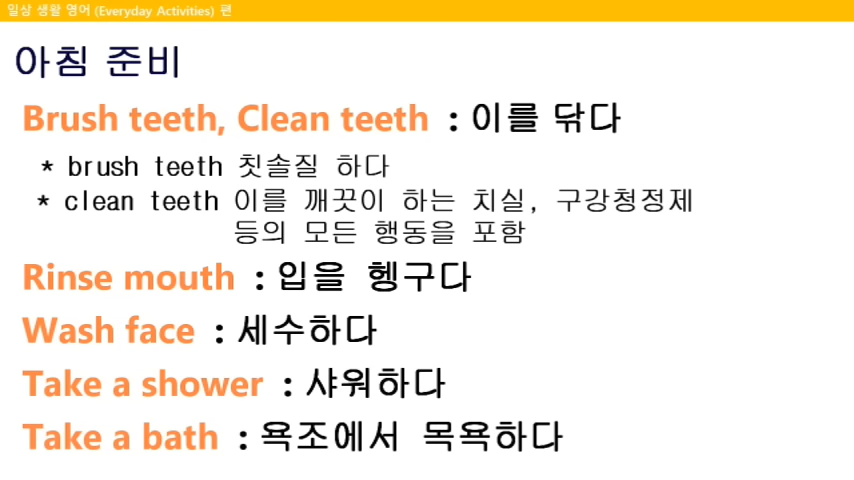 일상 생활 영어 (Everyday Activities) 편
아침 준비
Brush teeth, Clean teeth : 이를 닦다
* brush teeth 칫솔질 하다
* clean teeth 이를 깨끗이 하는 치실, 구강청정제
등의 모든 행동을 포함
Rinse mouth : 입을 헹구다
Wash face : 세수하다
Take a shower : 샤워하다
Take a bath : 욕조에서 목욕하다